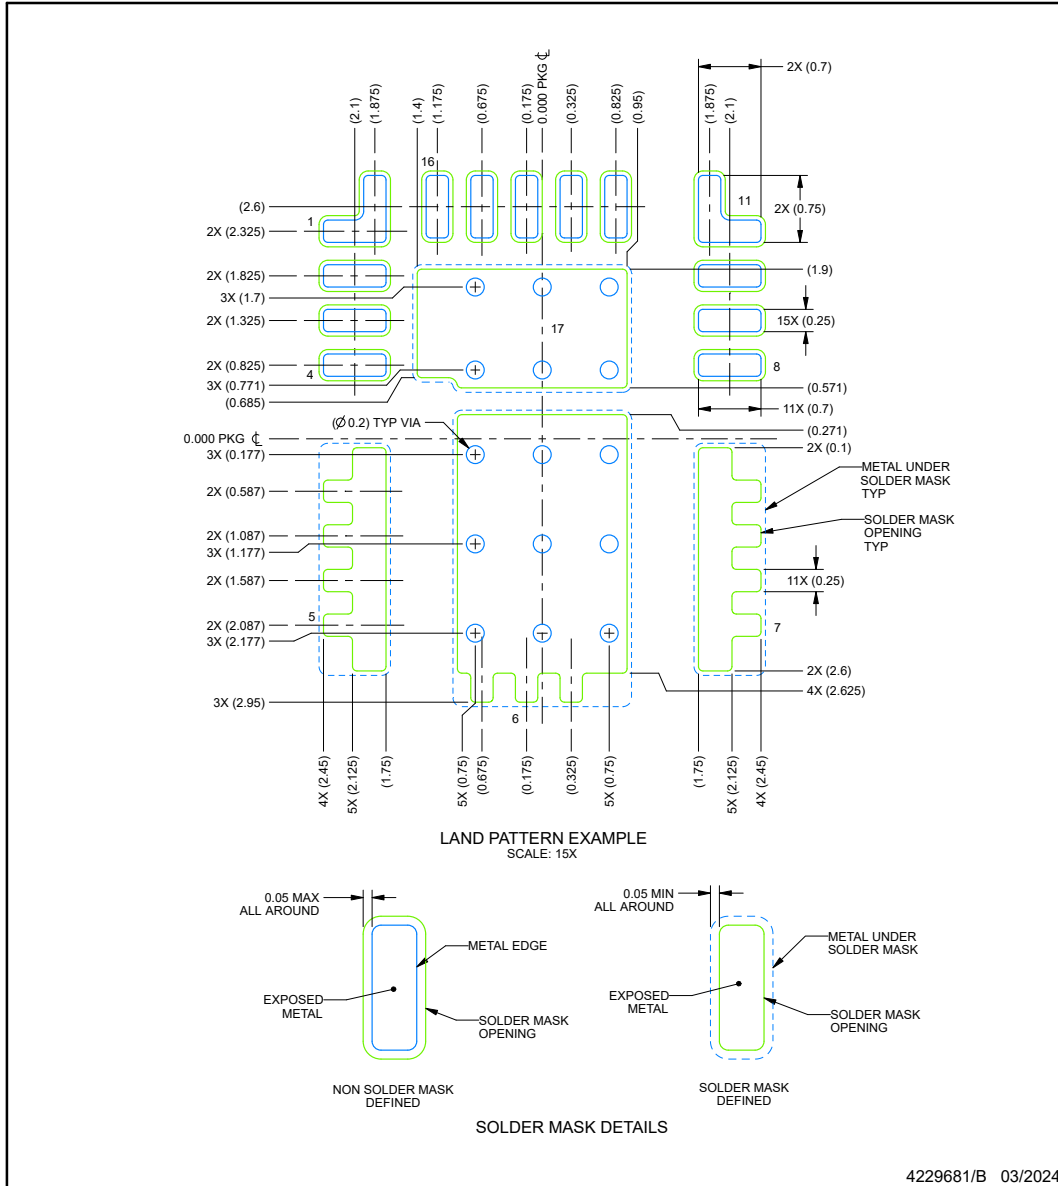 (2.1)
(1.875)
(1.4)
(1.175)
(0.675)
(0.175)
0.000 PKG ℄
(0.325)
(0.825)
(0.95)
(1.875)
(2.1)
2X (0.7)
16
1
11
(2.6)
2X (2.325)
2X (0.75)
2X (1.825)
3X (1.7)
(1.9)
2X (1.325)
17
15X (0.25)
2X (0.825)
4
8
3X (0.771)
(0.685)
(0.571)
11X (0.7)
(Ø 0.2) TYP VIA
(0.271)
0.000 PKG ℄
3X (0.177)
2X (0.1)
METAL UNDER
SOLDER MASK
TYP
2X (0.587)
SOLDER MASK
OPENING
TYP
2X (1.087)
3X (1.177)
2X (1.587)
11X (0.25)
5
7
2X (2.087)
3X (2.177)
2X (2.6)
4X (2.625)
3X (2.95)
6
4X (2.45)
5X (2.125)
(1.75)
5X (0.75)
(0.675)
(0.175)
(0.325)
5X (0.75)
(1.75)
5X (2.125)
4X (2.45)
LAND PATTERN EXAMPLE
SCALE: 15X
0.05 MAX
ALL AROUND
METAL EDGE
EXPOSED
METAL
SOLDER MASK
OPENING
NON SOLDER MASK
DEFINED
0.05 MIN
ALL AROUND
METAL UNDER
SOLDER MASK
EXPOSED
METAL
SOLDER MASK
OPENING
SOLDER MASK
DEFINED
SOLDER MASK DETAILS
4229681/B 03/2024